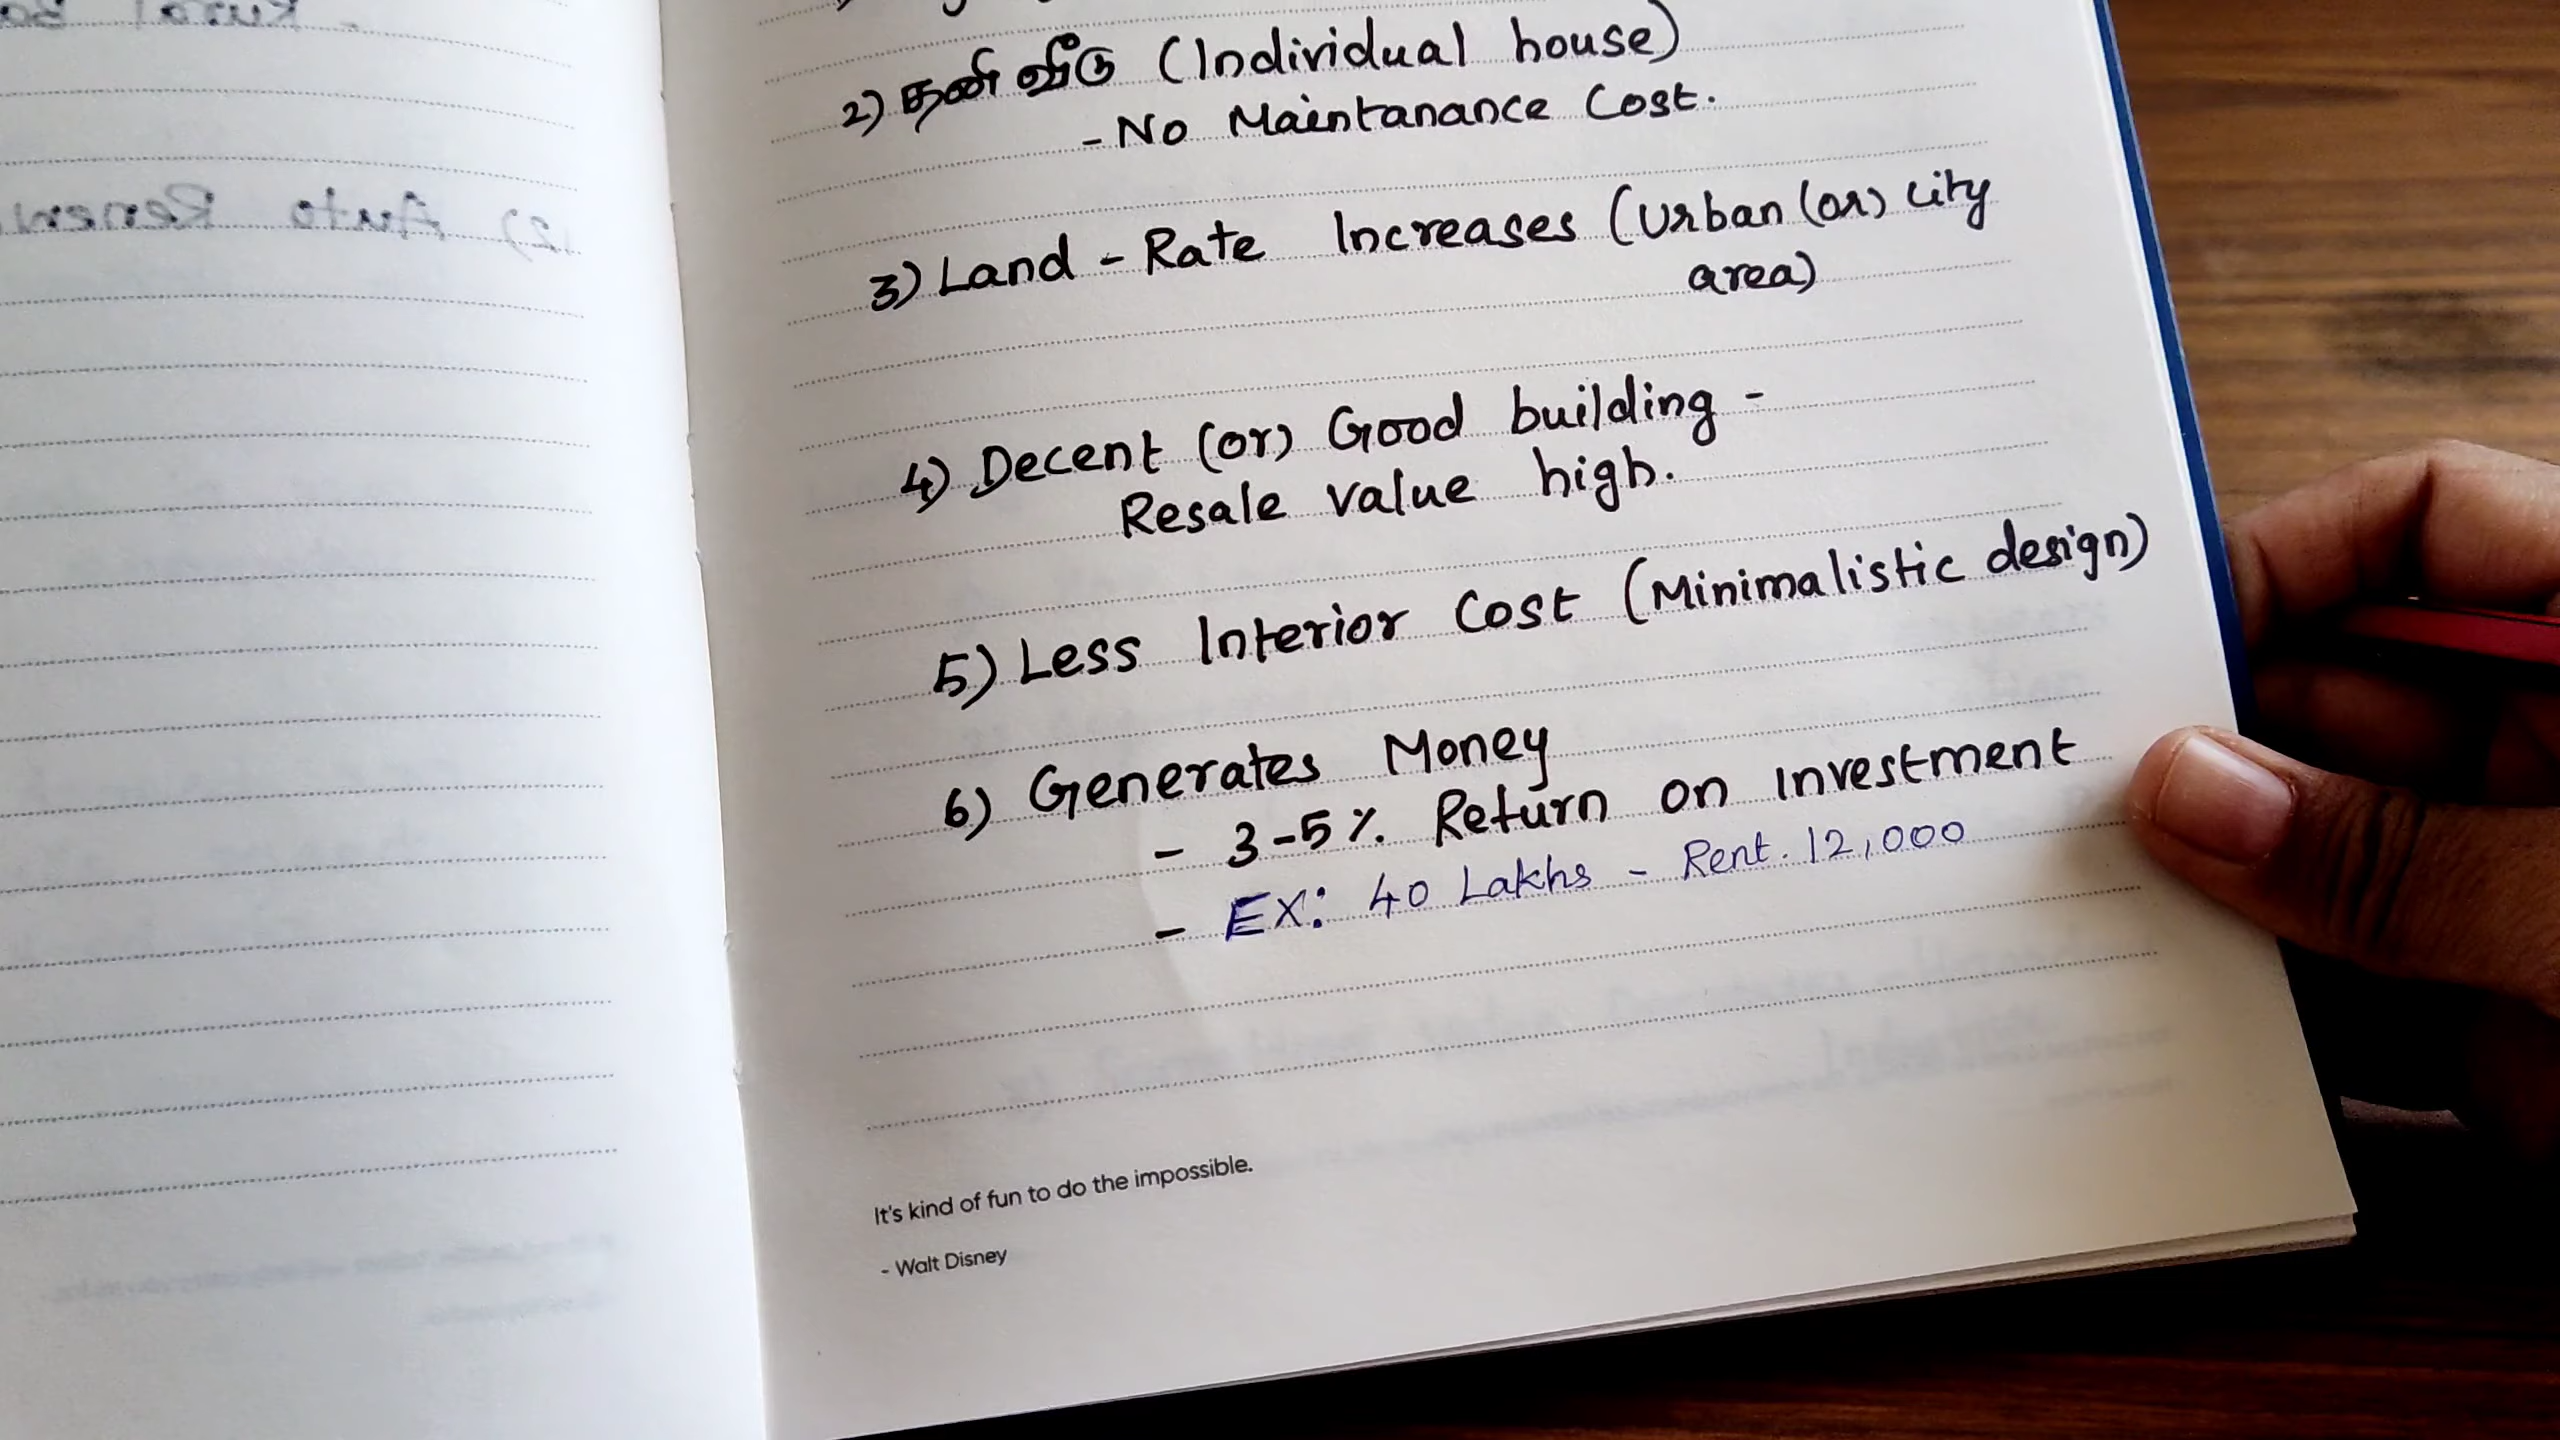 2) தனி வீடு (Individual house)
- No Maintanance Cost.
3) Land - Rate Increases (Urban (or) city
area)
4) Decent (or) Good building -
Resale value high.
5) Less Interior Cost (Minimalistic design)
6) Generates Money
- 3-5% Return on investment
- EX: 40 Lakhs - Rent. 12,000
It's kind of fun to do the impossible.
- Walt Disney